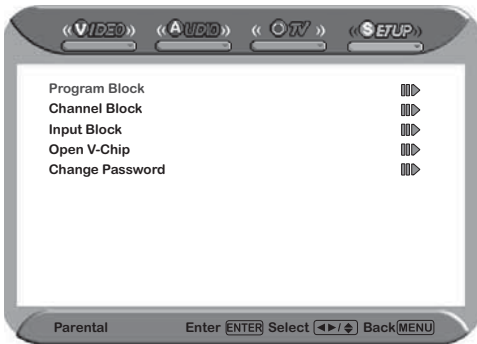 VIDEO AUDIO TV SETUP
Program Block
Channel Block
Input Block
Open V-Chip
Change Password
Parental Enter ENTER Select ◄►/◆ Back MENU